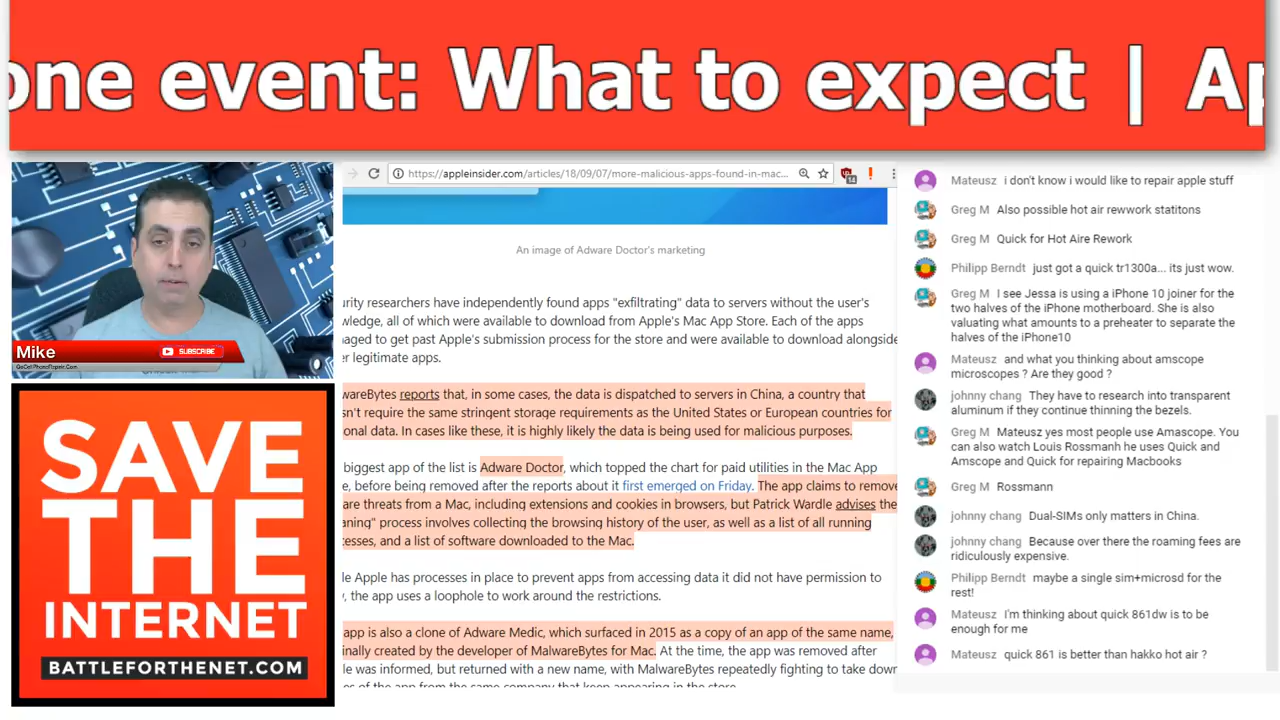 one event: What to expect | Ap
https://appleinsider.com/articles/18/09/07/more-malicious-apps-found-in-mac...
14
An image of Adware Doctor's marketing
urity researchers have independently found apps "exfiltrating" data to servers without the user's
wledge, all of which were available to download from Apple's Mac App Store. Each of the apps
naged to get past Apple's submission process for the store and were available to download alongside
er legitimate apps.
wareBytes reports that, in some cases, the data is dispatched to servers in China, a country that
sn't require the same stringent storage requirements as the United States or European countries for
onal data. In cases like these, it is highly likely the data is being used for malicious purposes.
biggest app of the list is Adware Doctor, which topped the chart for paid utilities in the Mac App
e, before being removed after the reports about it first emerged on Friday. The app claims to remove
are threats from a Mac, including extensions and cookies in browsers, but Patrick Wardle advises the
aning" process involves collecting the browsing history of the user, as well as a list of all running
cesses, and a list of software downloaded to the Mac.
le Apple has processes in place to prevent apps from accessing data it did not have permission to
v, the app uses a loophole to work around the restrictions.
app is also a clone of Adware Medic, which surfaced in 2015 as a copy of an app of the same name,
inally created by the developer of MalwareBytes for Mac. At the time, the app was removed after
le was informed, but returned with a new name, with MalwareBytes repeatedly fighting to take down
es of the app from the same company that keep appearing in the store.
Mike
SUBSCRIBE
GoCellPhoneRepair.Com
SAVE
THE
INTERNET
BATTLEFORTHENET.COM
Mateusz i don't know i would like to repair apple stuff
Greg M Also possible hot air rewwork statitons
Greg M Quick for Hot Aire Rework
Philipp Berndt just got a quick tr1300a... its just wow.
Greg M I see Jessa is using a iPhone 10 joiner for the
two halves of the iPhone motherboard. She is also
valuating what amounts to a preheater to separate the
halves of the iPhone10
Mateusz and what you thinking about amscope
microscopes ? Are they good ?
johnny chang They have to research into transparent
aluminum if they continue thinning the bezels.
Greg M Mateusz yes most people use Amascope. You
can also watch Louis Rossmanh he uses Quick and
Amscope and Quick for repairing Macbooks
Greg M Rossmann
johnny chang Dual-SIMs only matters in China.
johnny chang Because over there the roaming fees are
ridiculously expensive.
Philipp Berndt maybe a single sim+microsd for the
rest!
Mateusz I'm thinking about quick 861dw is to be
enough for me
Mateusz quick 861 is better than hakko hot air ?